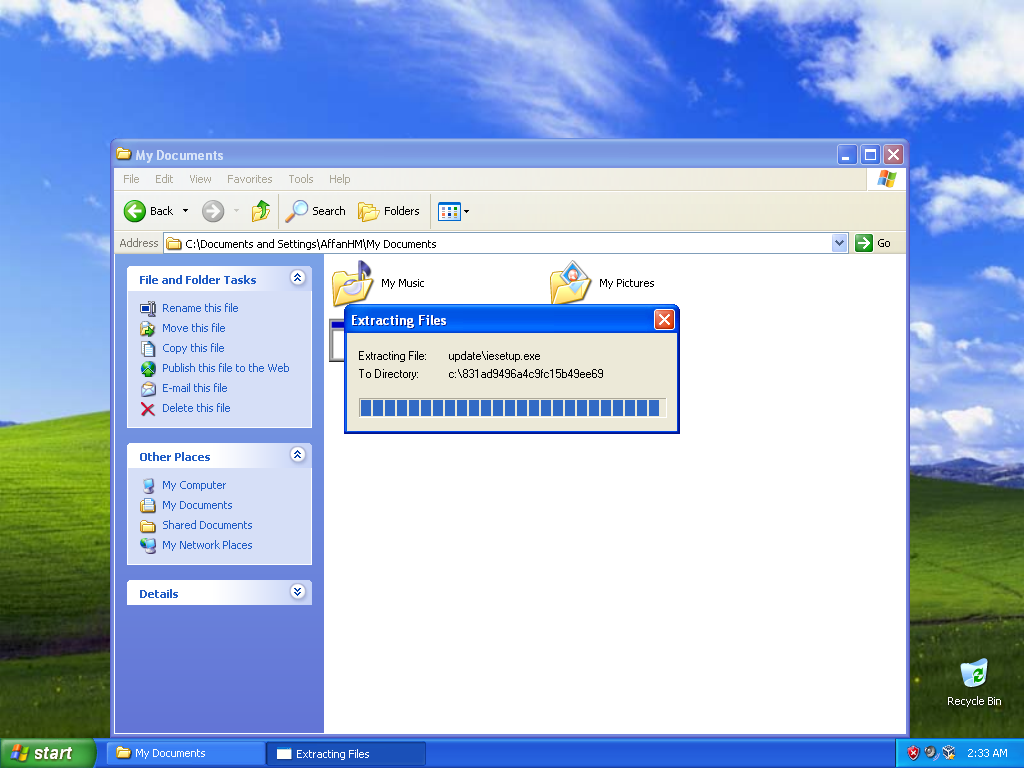 My Documents
File Edit View Favorites Tools Help
Back Search Folders
Address C:\Documents and Settings\AffanHM\My Documents Go
File and Folder Tasks
Rename this file
Move this file
Copy this file
Publish this file to the Web
E-mail this file
Delete this file
Other Places
My Computer
My Documents
Shared Documents
My Network Places
Details
My Music My Pictures
Extracting Files
Extracting File: update\iesetup.exe
To Directory: c:\831ad9496a4c9fc15b49ee69
Recycle Bin
start My Documents Extracting Files 2:33 AM